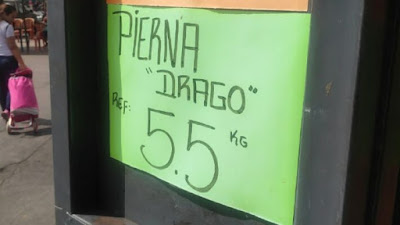 PIERNA
"DRAGO"
REF: 5.5 KG